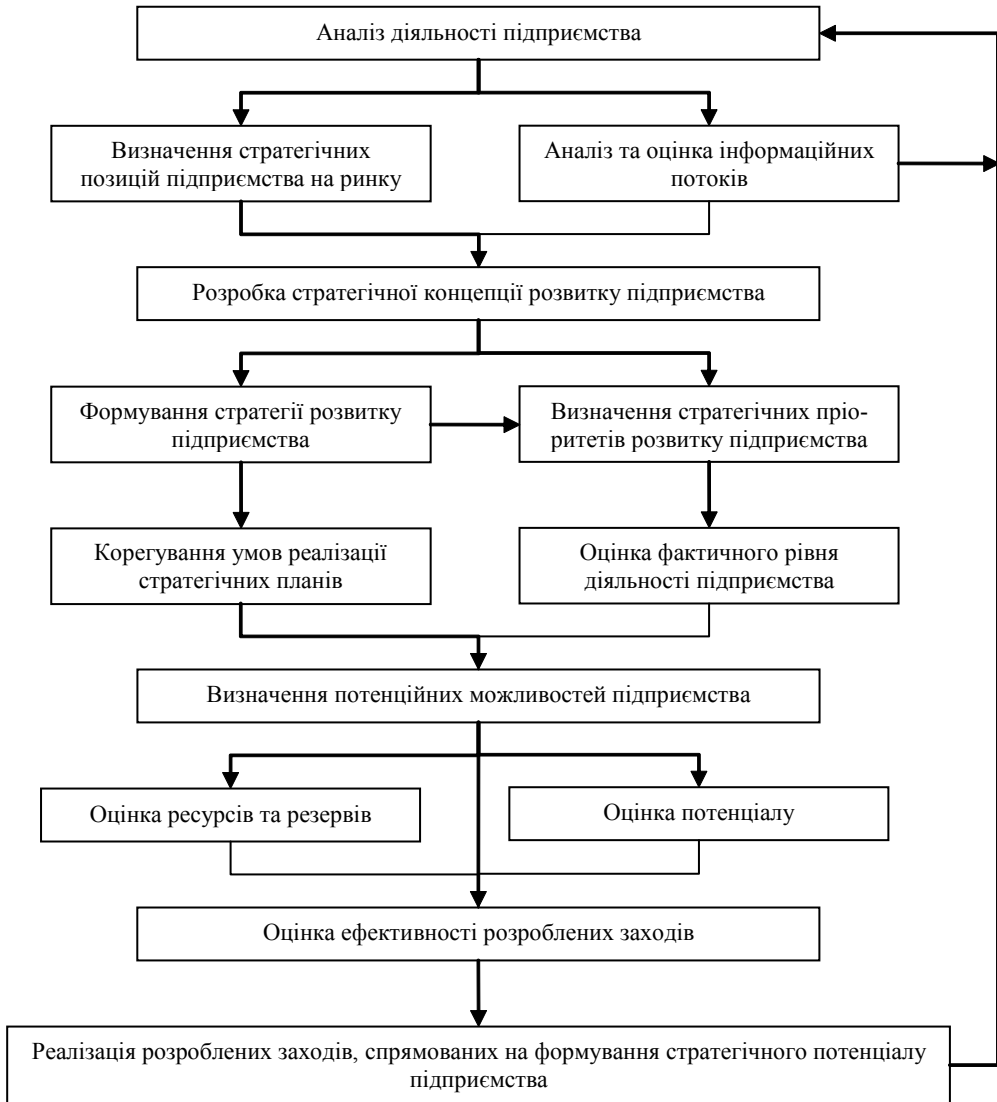 Аналіз діяльності підприємства
Визначення стратегічних
позицій підприємства на ринку
Аналіз та оцінка інформаційних
потоків
Розробка стратегічної концепції розвитку підприємства
Формування стратегії розвитку
підприємства
Визначення стратегічних пріо-
ритетів розвитку підприємства
Корегування умов реалізації
стратегічних планів
Оцінка фактичного рівня
діяльності підприємства
Визначення потенційних можливостей підприємства
Оцінка ресурсів та резервів
Оцінка потенціалу
Оцінка ефективності розроблених заходів
Реалізація розроблених заходів, спрямованих на формування стратегічного потенціалу
підприємства